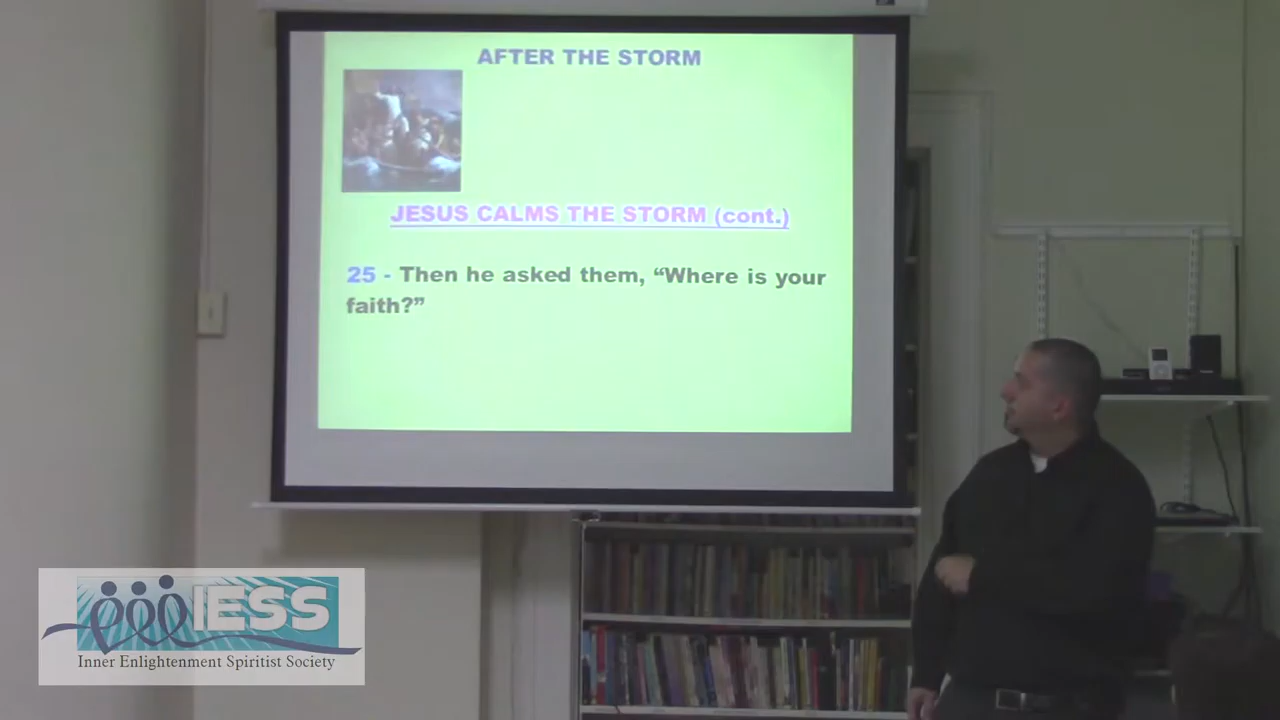 AFTER THE STORM
JESUS CALMS THE STORM (cont.)
25 - Then he asked them, “Where is your
faith?”
IESS
Inner Enlightenment Spiritist Society